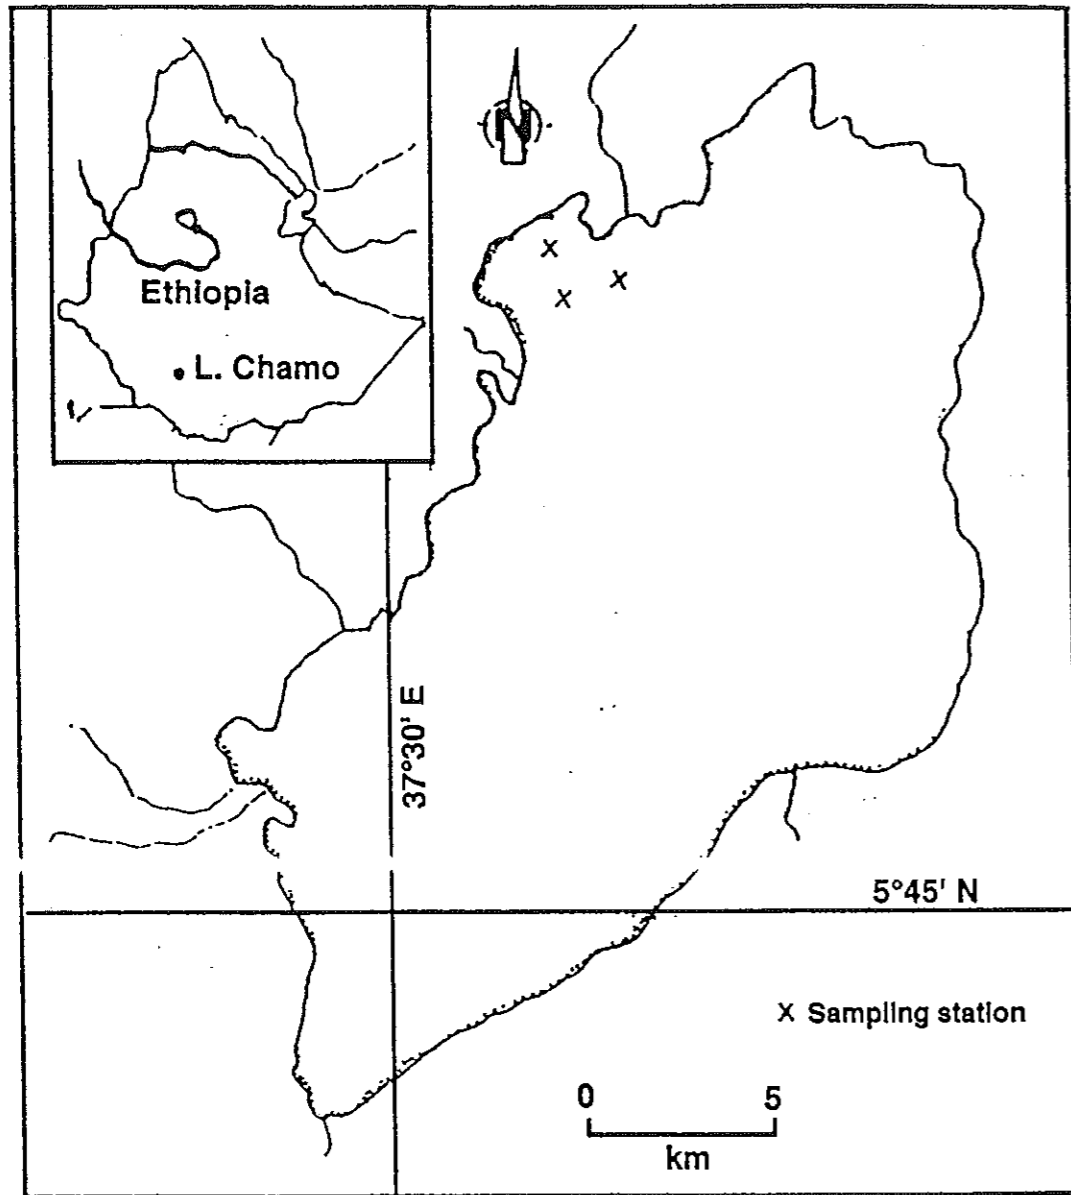 N
Ethiopia
L. Chamo
37°30' E
5°45' N
X Sampling station
0 5
km